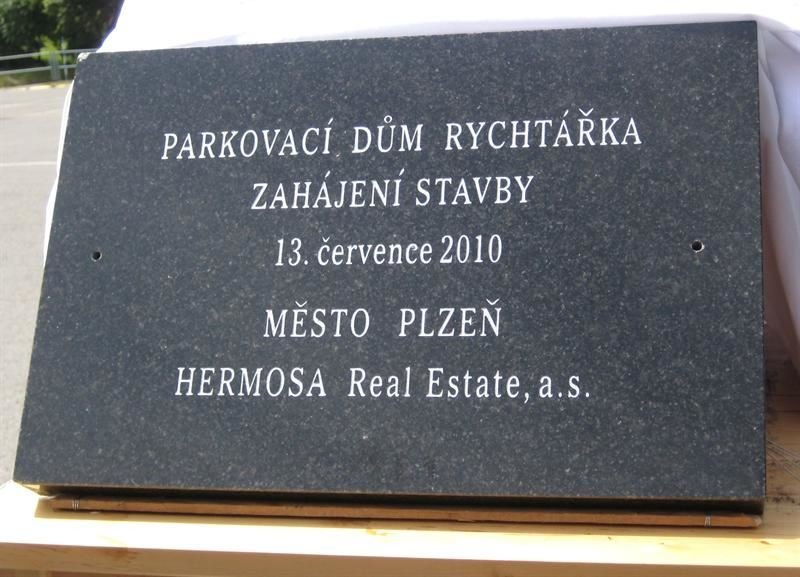 PARKOVACÍ DŮM RYCHTÁŘKA
ZAHÁJENÍ STAVBY
13. července 2010
MĚSTO PLZEŇ
HERMOSA Real Estate, a.s.